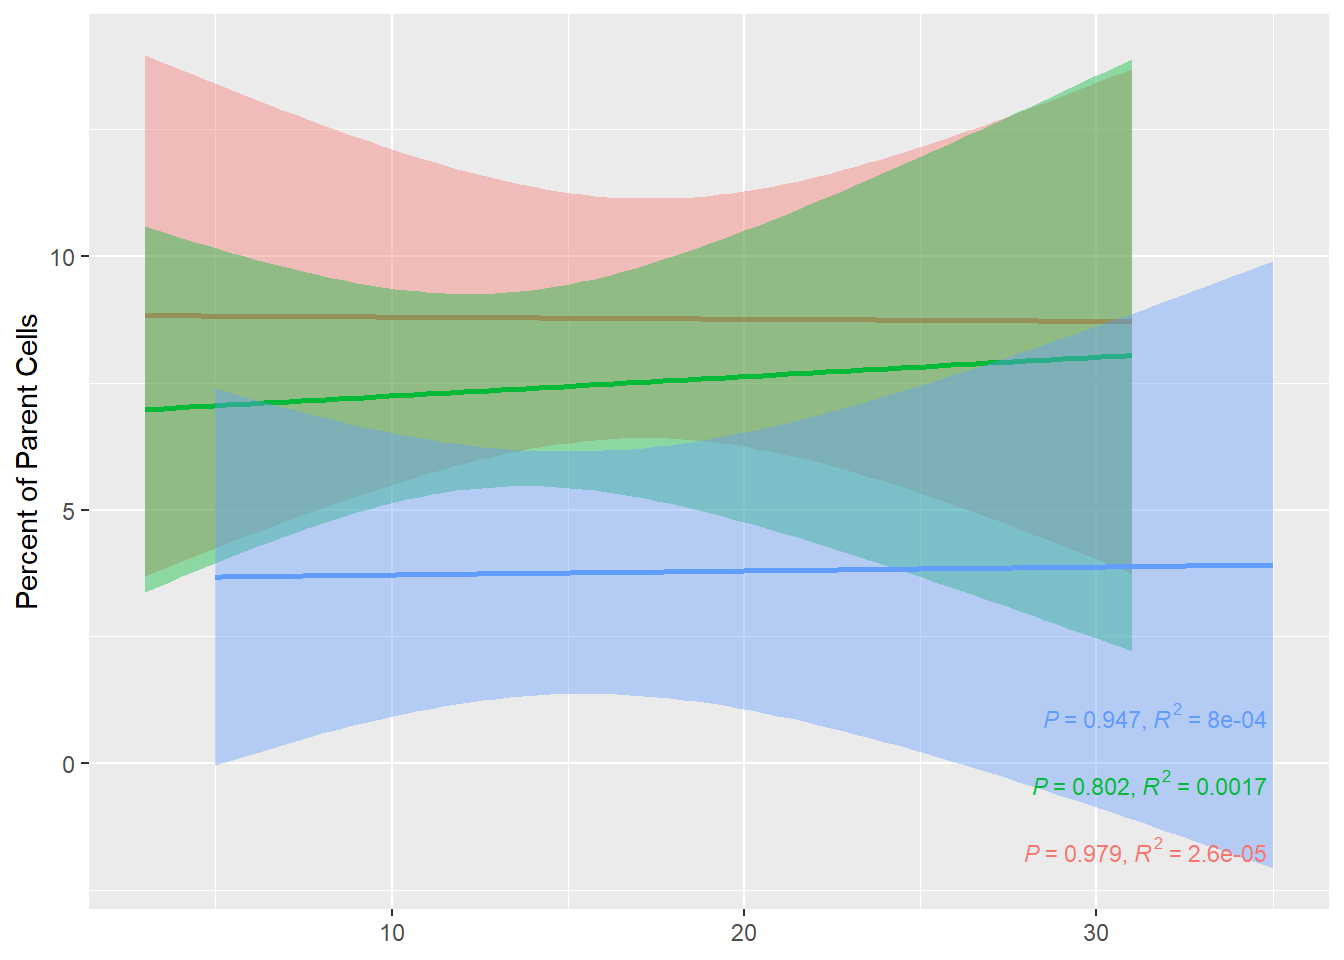 Percent of Parent Cells
10
5
0
P = 0.947, R² = 8e-04
P = 0.802, R² = 0.0017
P = 0.979, R² = 2.6e-05
10 20 30